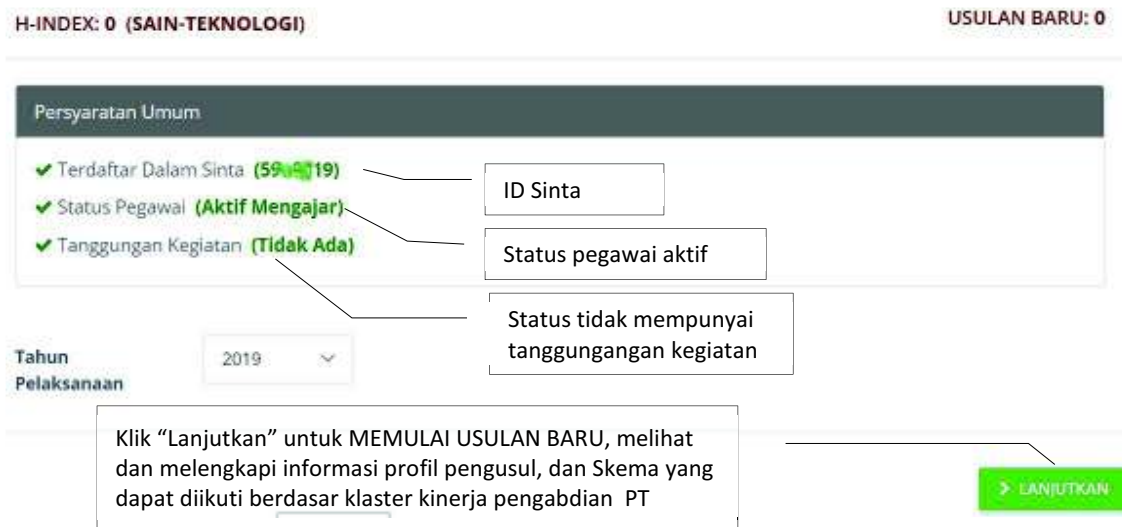 H-INDEX: 0 (SAIN-TEKNOLOGI)
USULAN BARU: 0
Persyaratan Umum
Terdaftar Dalam Sinta
ID Sinta
Status Pegawai (Aktif Mengajar)
Status pegawai aktif
Tanggungan Kegiatan (Tidak Ada)
Status tidak mempunyai
tanggungangan kegiatan
Tahun
Pelaksanaan
2019
Klik “Lanjutkan” untuk MEMULAI USULAN BARU, melihat
dan melengkapi informasi profil pengusul, dan Skema yang
dapat diikuti berdasar klaster kinerja pengabdian PT
> LANJUTKAN